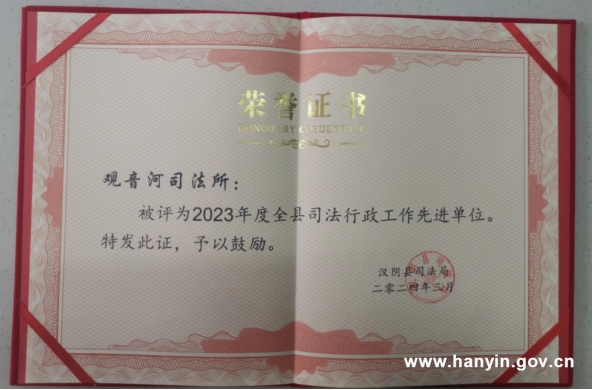 荣誉证书
HONORARY CREDENTIAL
观音河司法所：
被评为2023年度全县司法行政工作先进单位。
特发此证，予以鼓励。
汉阴县司法局
二零二四年三月
www.hanyin.gov.cn